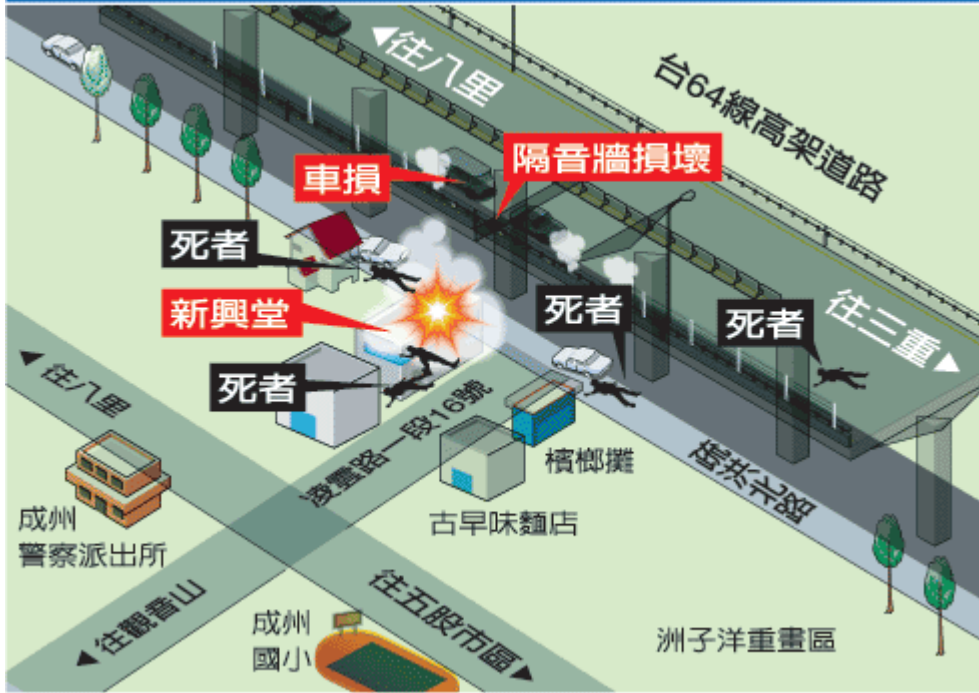 ◀往八里
台64線高架道路
隔音牆損壞
車損
死者
新興堂
死者
死者
死者
往三重▶
◀往八里
凌雲路一段16號
檳榔攤
古早味麵店
疏洪北路
成州
警察派出所
◀往觀音山
往五股市區▶
成州
國小
洲子洋重畫區